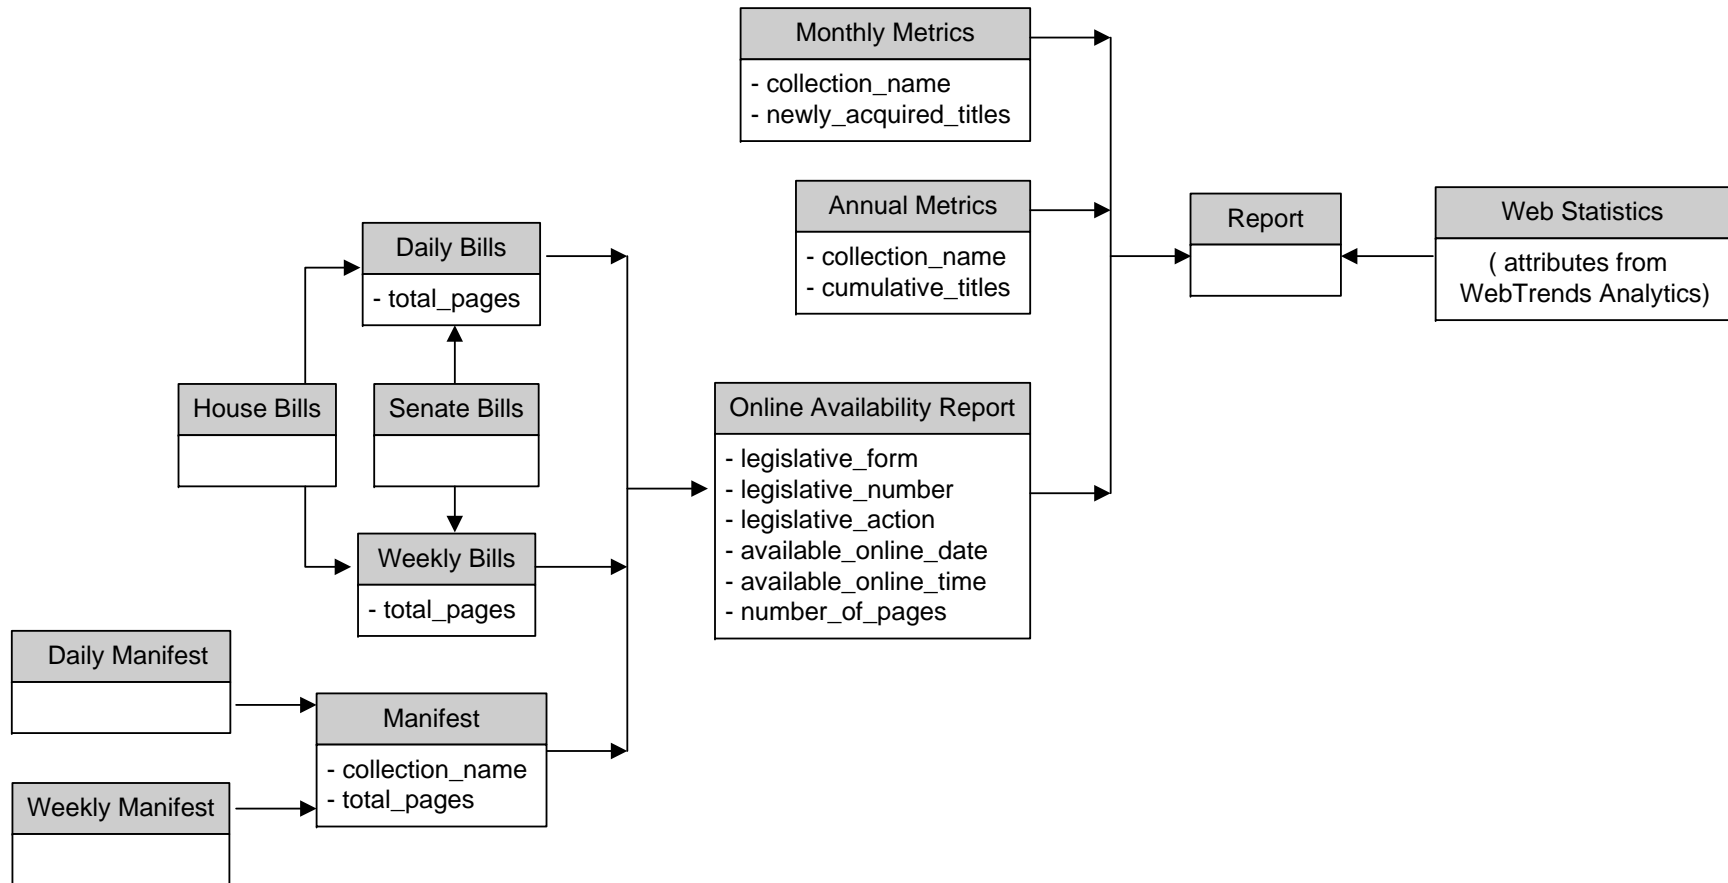 Monthly Metrics
- collection_name
- newly_acquired_titles
Annual Metrics
- collection_name
- cumulative_titles
Report
Web Statistics
( attributes from
WebTrends Analytics)
Daily Bills
- total_pages
House Bills
Senate Bills
Online Availability Report
- legislative_form
- legislative_number
- legislative_action
- available_online_date
- available_online_time
- number_of_pages
Weekly Bills
- total_pages
Daily Manifest
Manifest
- collection_name
- total_pages
Weekly Manifest